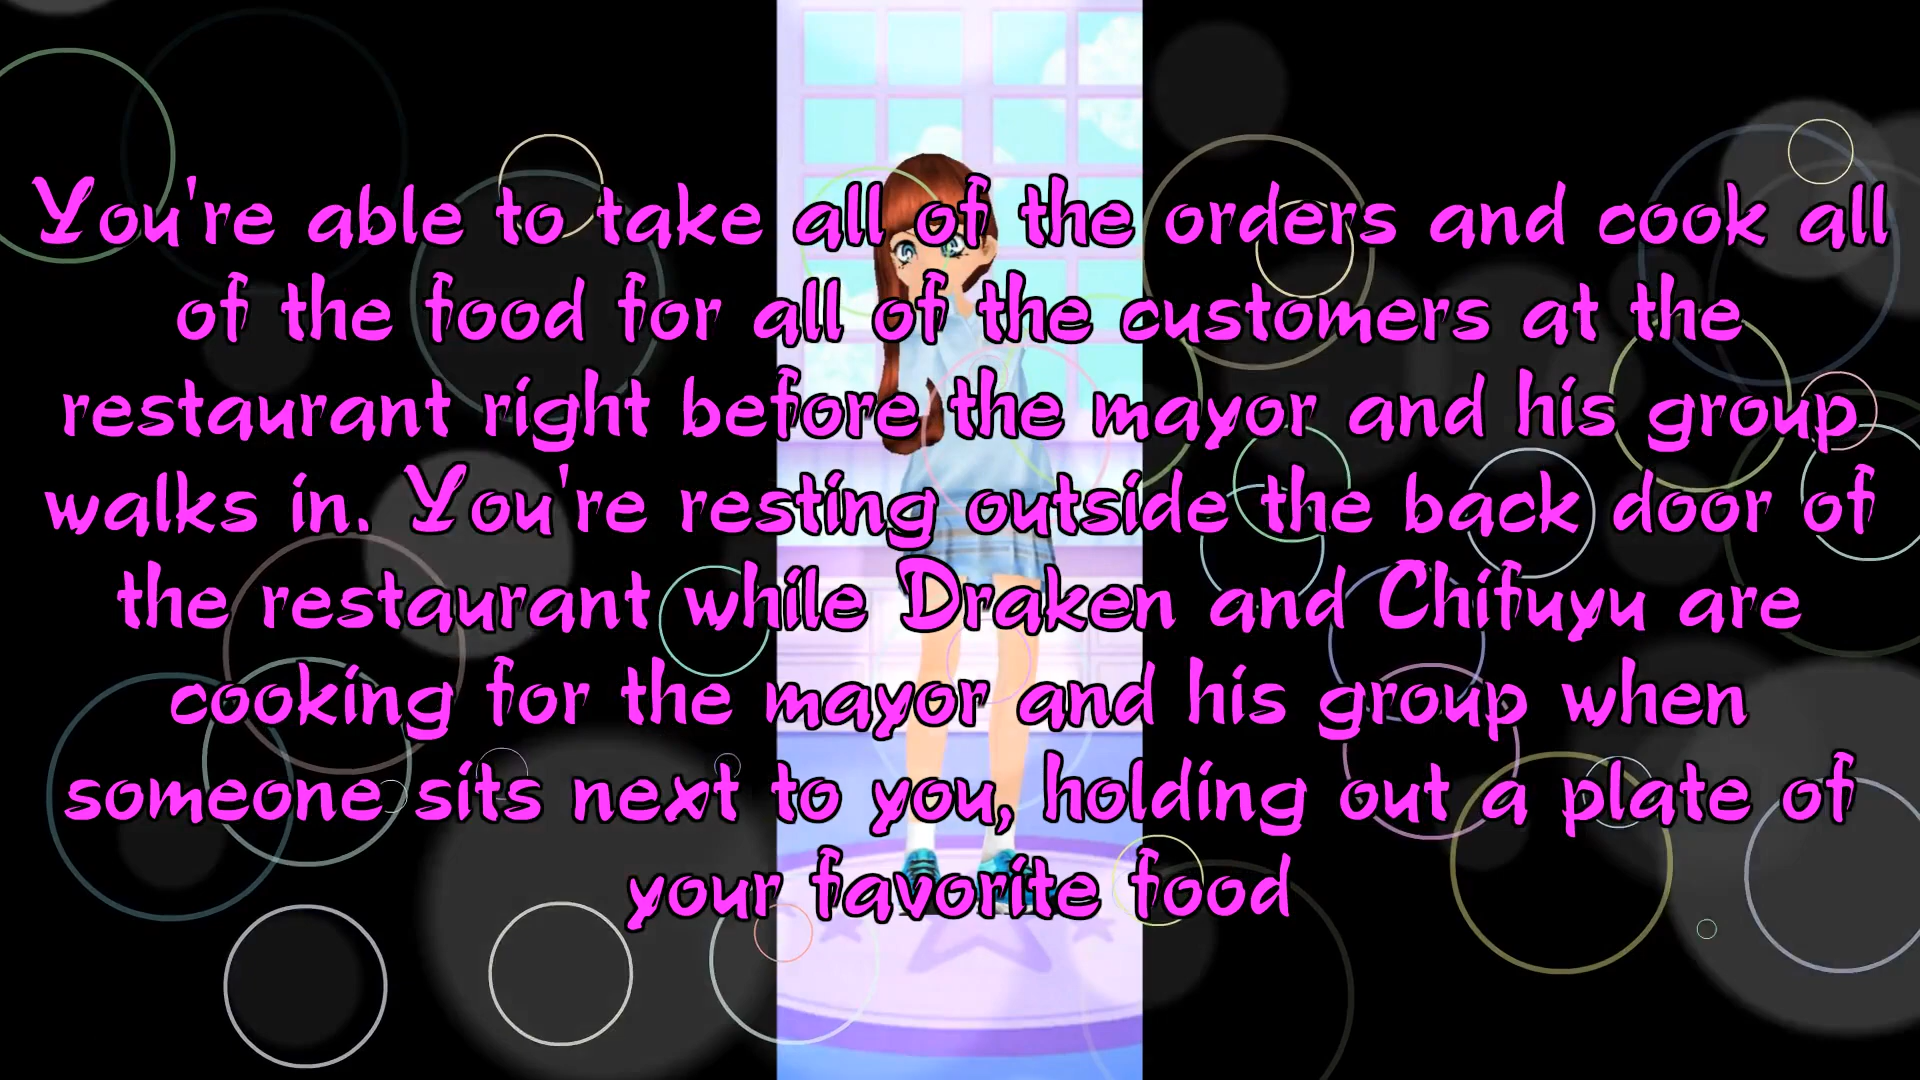 You're able to take all of the orders and cook all
of the food for all of the customers at the
restaurant right before the mayor and his group
walks in. You're resting outside the back door of
the restaurant while Draken and Chifuyu are
cooking for the mayor and his group when
someone sits next to you, holding out a plate of
your favorite food